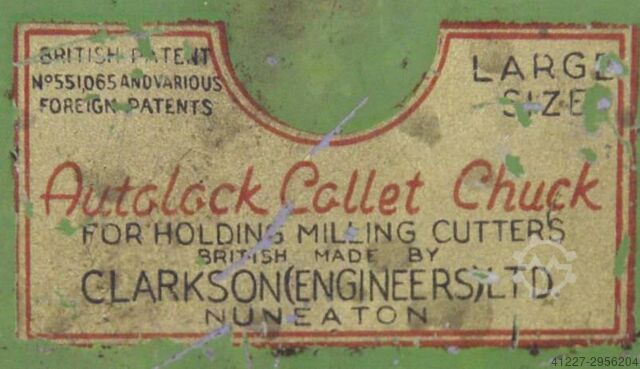 BRITISH PATENT
Nº551,065 AND VARIOUS
FOREIGN PATENTS
LARGE
SIZE
Autolock Collet Chuck
FOR HOLDING MILLING CUTTERS
BRITISH MADE BY
CLARKSON(ENGINEERS)LTD
NUNEATON
41227-2956204